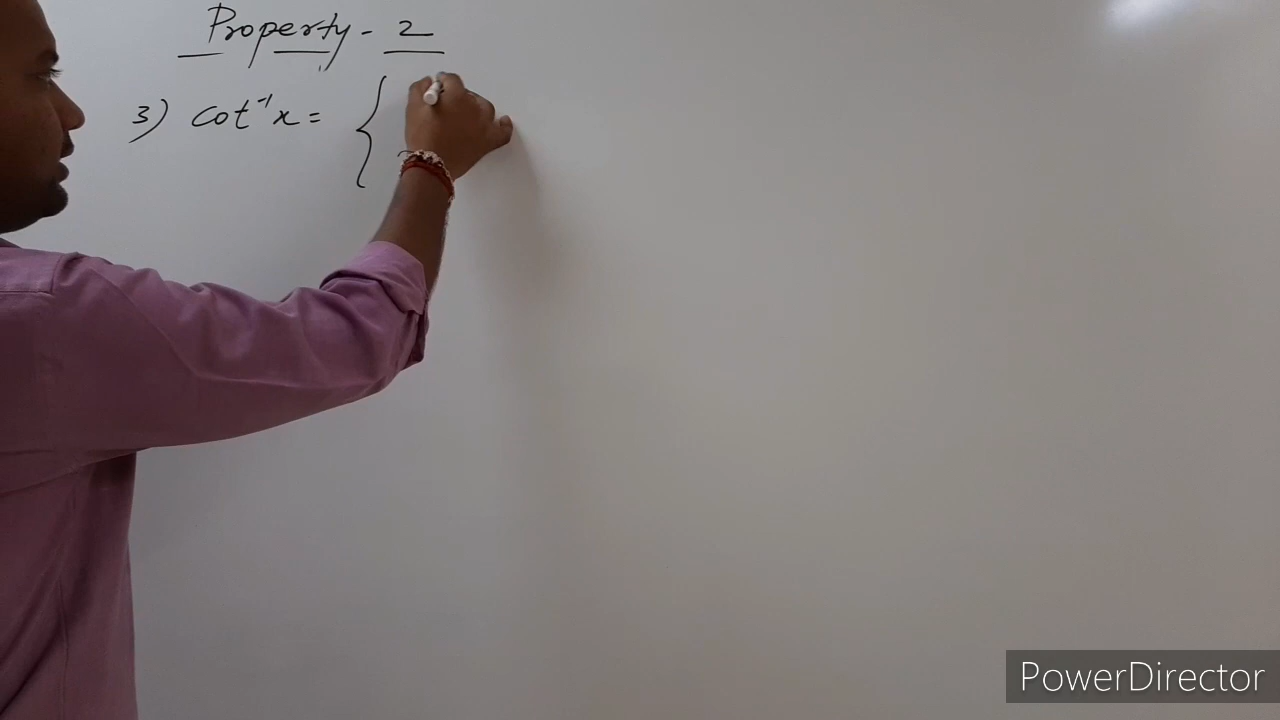 Property - 2
3) cot⁻¹x = {
PowerDirector